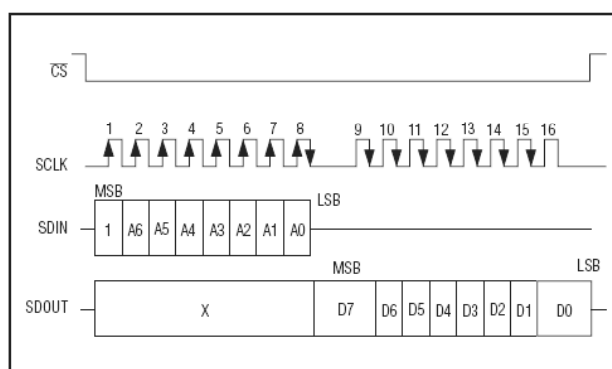 CS
1 2 3 4 5 6 7 8 9 10 11 12 13 14 15 16
SCLK
MSB LSB
SDIN 1 A6 A5 A4 A3 A2 A1 A0
MSB LSB
SDOUT X D7 D6 D5 D4 D3 D2 D1 D0